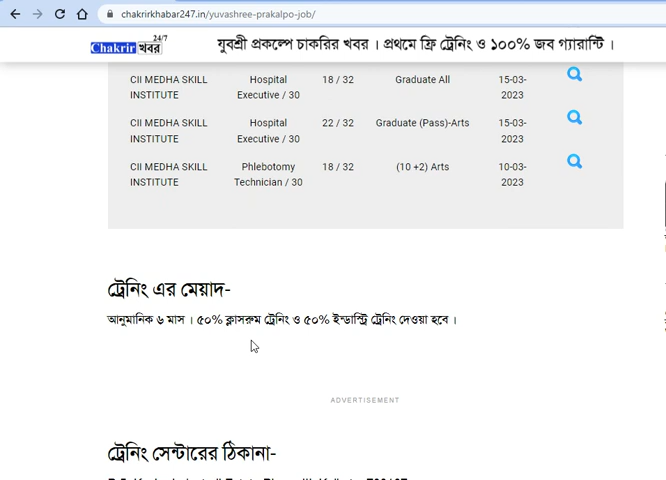 chakrirkhabar247.in/yuvashree-prakalpo-job/
24/7
Chakrir খবর
যুবশ্রী প্রকল্পে চাকরির খবর । প্রথমে ফ্রি ট্রেনিং ও ১০০% জব গ্যারান্টি ।
CII MEDHA SKILL INSTITUTE Hospital Executive / 30 18 / 32 Graduate All 15-03-2023
CII MEDHA SKILL INSTITUTE Hospital Executive / 30 22 / 32 Graduate (Pass)-Arts 15-03-2023
CII MEDHA SKILL INSTITUTE Phlebotomy Technician / 30 18 / 32 (10 +2) Arts 10-03-2023
ট্রেনিং এর মেয়াদ-
আনুমানিক ৬ মাস । ৫০% ক্লাসরুম ট্রেনিং ও ৫০% ইন্ডাস্ট্রি ট্রেনিং দেওয়া হবে ।
ADVERTISEMENT
ট্রেনিং সেন্টারের ঠিকানা-